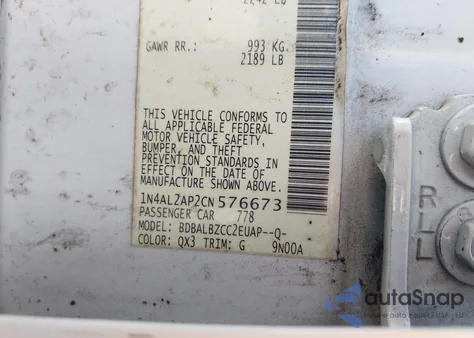 GAWR RR.: 993 KG.
2189 LB
THIS VEHICLE CONFORMS TO
ALL APPLICABLE FEDERAL
MOTOR VEHICLE SAFETY,
BUMPER, AND THEFT
PREVENTION STANDARDS IN
EFFECT ON THE DATE OF
MANUFACTURE SHOWN ABOVE.
1N4ALZAP2CN576673
PASSENGER CAR 778
MODEL: BDBALBZCC2EUAP--Q-
COLOR: QX3 TRIM: G 9N00A
R
L
L
autoSnap